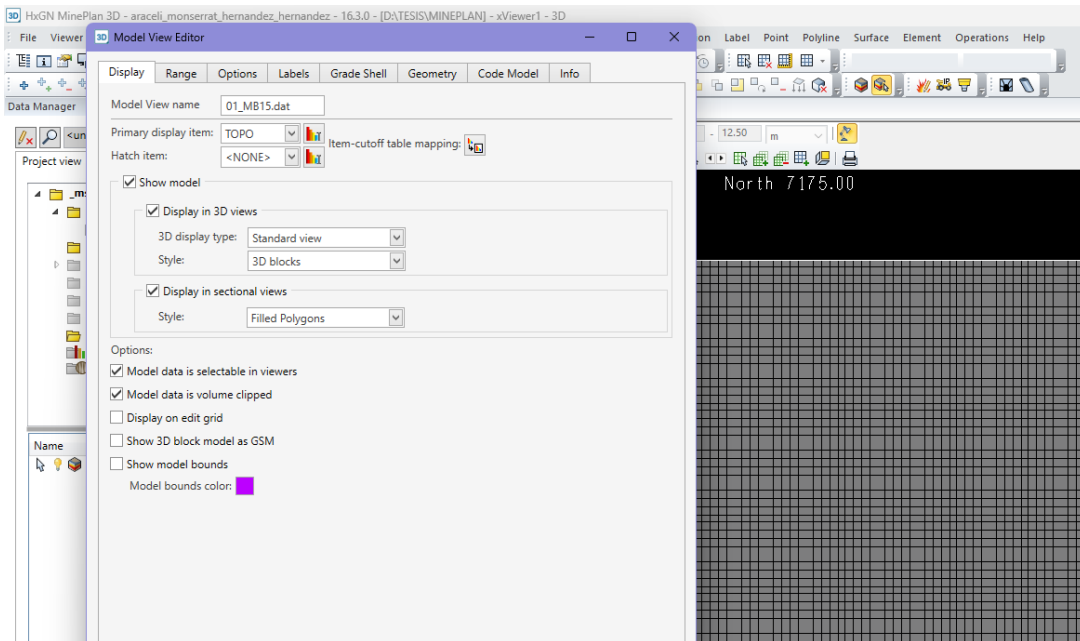 3D HxGN MinePlan 3D - araceli_monserrat_hernandez_hernandez - 16.3.0 - [D:\TESIS\MINEPLAN] - xViewer1 - 3D
File Viewer
3D Model View Editor
on Label Point Polyline Surface Element Operations Help
Display Range Options Labels Grade Shell Geometry Code Model Info
Data Manager
Model View name 01_MB15.dat
<un
Primary display item: TOPO
Item-cutoff table mapping:
- 12.50 m
Project view
Hatch item: <NONE>
Show model
North 7175.00
_m
Display in 3D views
3D display type: Standard view
Style: 3D blocks
Display in sectional views
Style: Filled Polygons
Options:
Model data is selectable in viewers
Model data is volume clipped
Display on edit grid
Show 3D block model as GSM
Name
Show model bounds
Model bounds color: